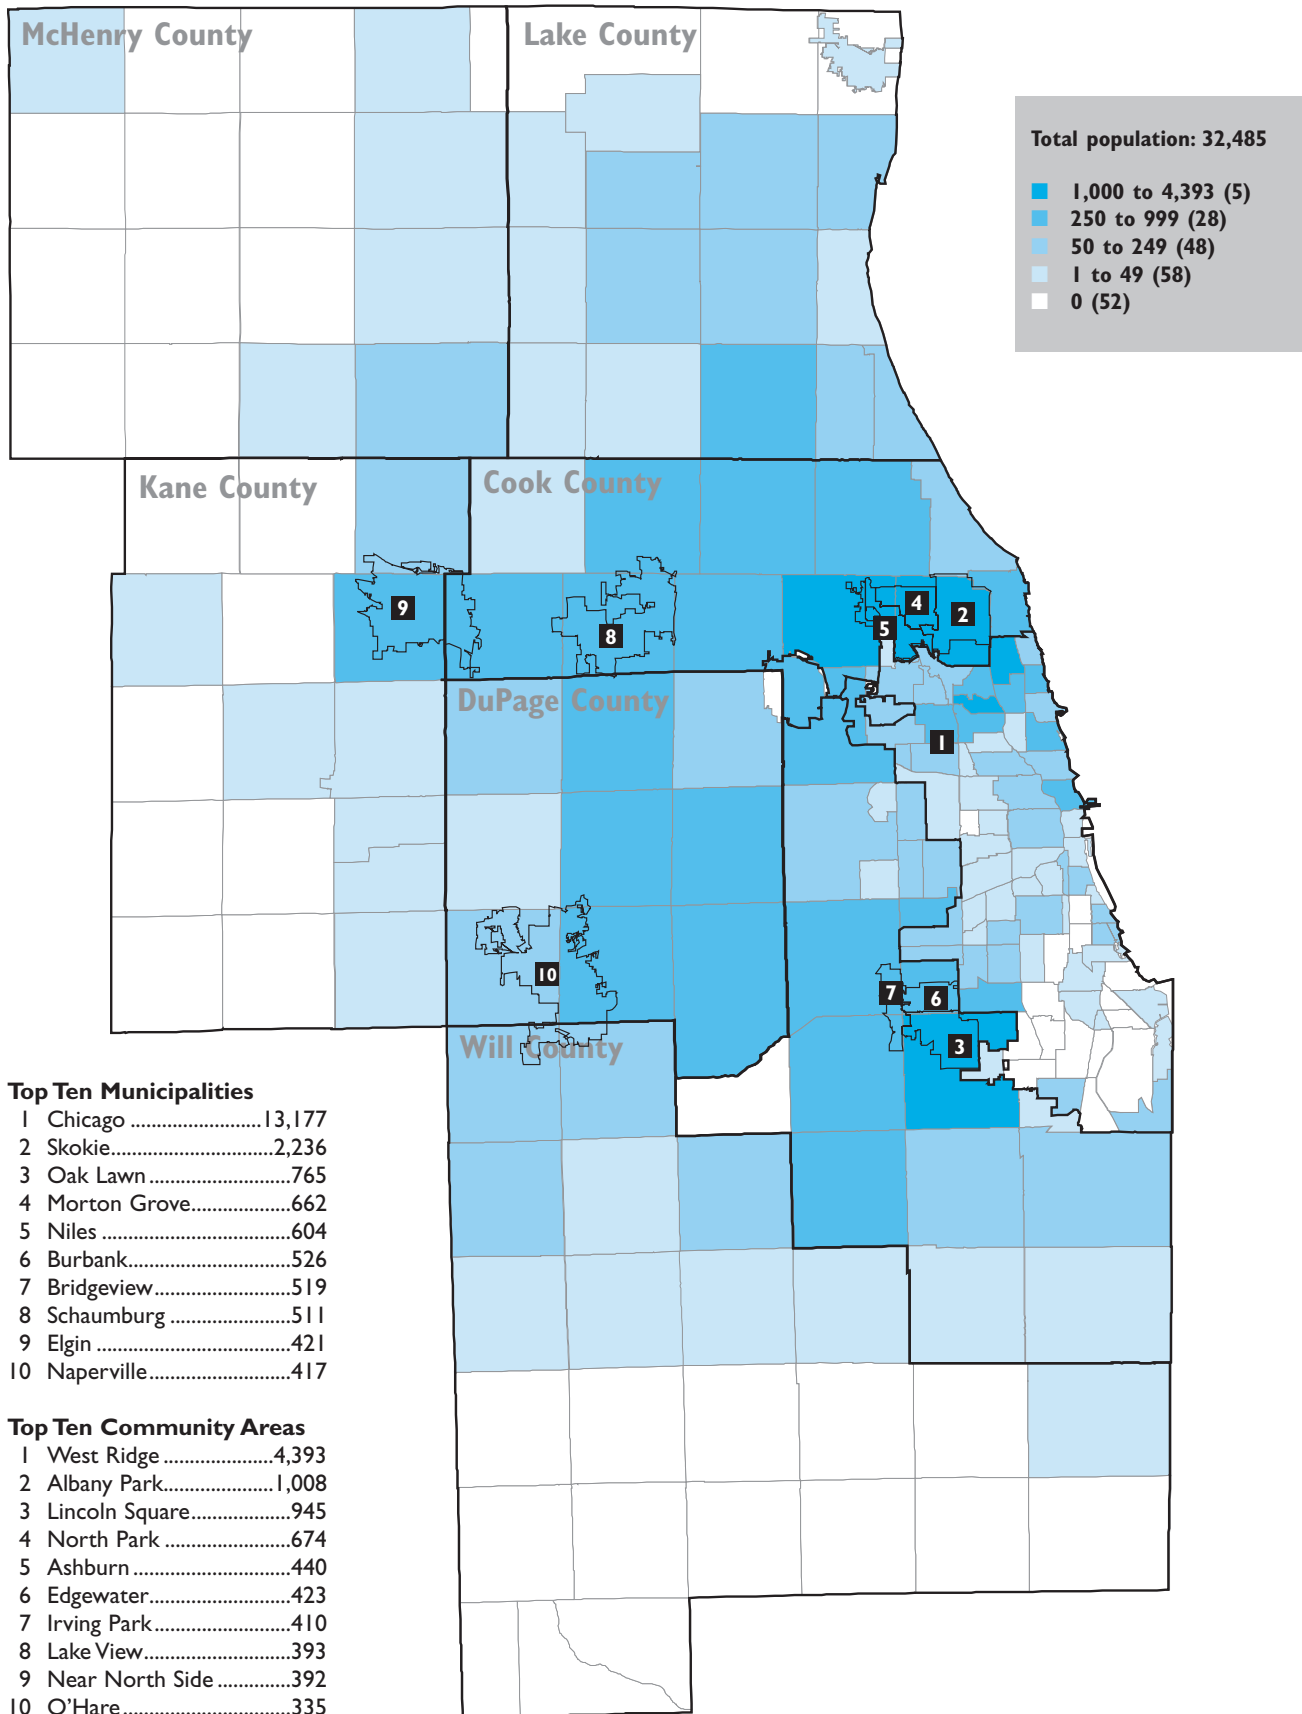 McHenry County
Lake County
Total population: 32,485
1,000 to 4,393 (5)
250 to 999 (28)
50 to 249 (48)
1 to 49 (58)
0 (52)
Kane County
Cook County
9
8
4
2
5
DuPage County
1
10
7
6
3
Will County
Top Ten Municipalities
1 Chicago ..........................13,177
2 Skokie................................2,236
3 Oak Lawn............................765
4 Morton Grove....................662
5 Niles .....................................604
6 Burbank................................526
7 Bridgeview...........................519
8 Schaumburg ........................511
9 Elgin ......................................421
10 Naperville............................417
Top Ten Community Areas
1 West Ridge ......................4,393
2 Albany Park......................1,008
3 Lincoln Square....................945
4 North Park .........................674
5 Ashburn ...............................440
6 Edgewater............................423
7 Irving Park............................410
8 Lake View.............................393
9 Near North Side ...............392
10 O'Hare..................................335